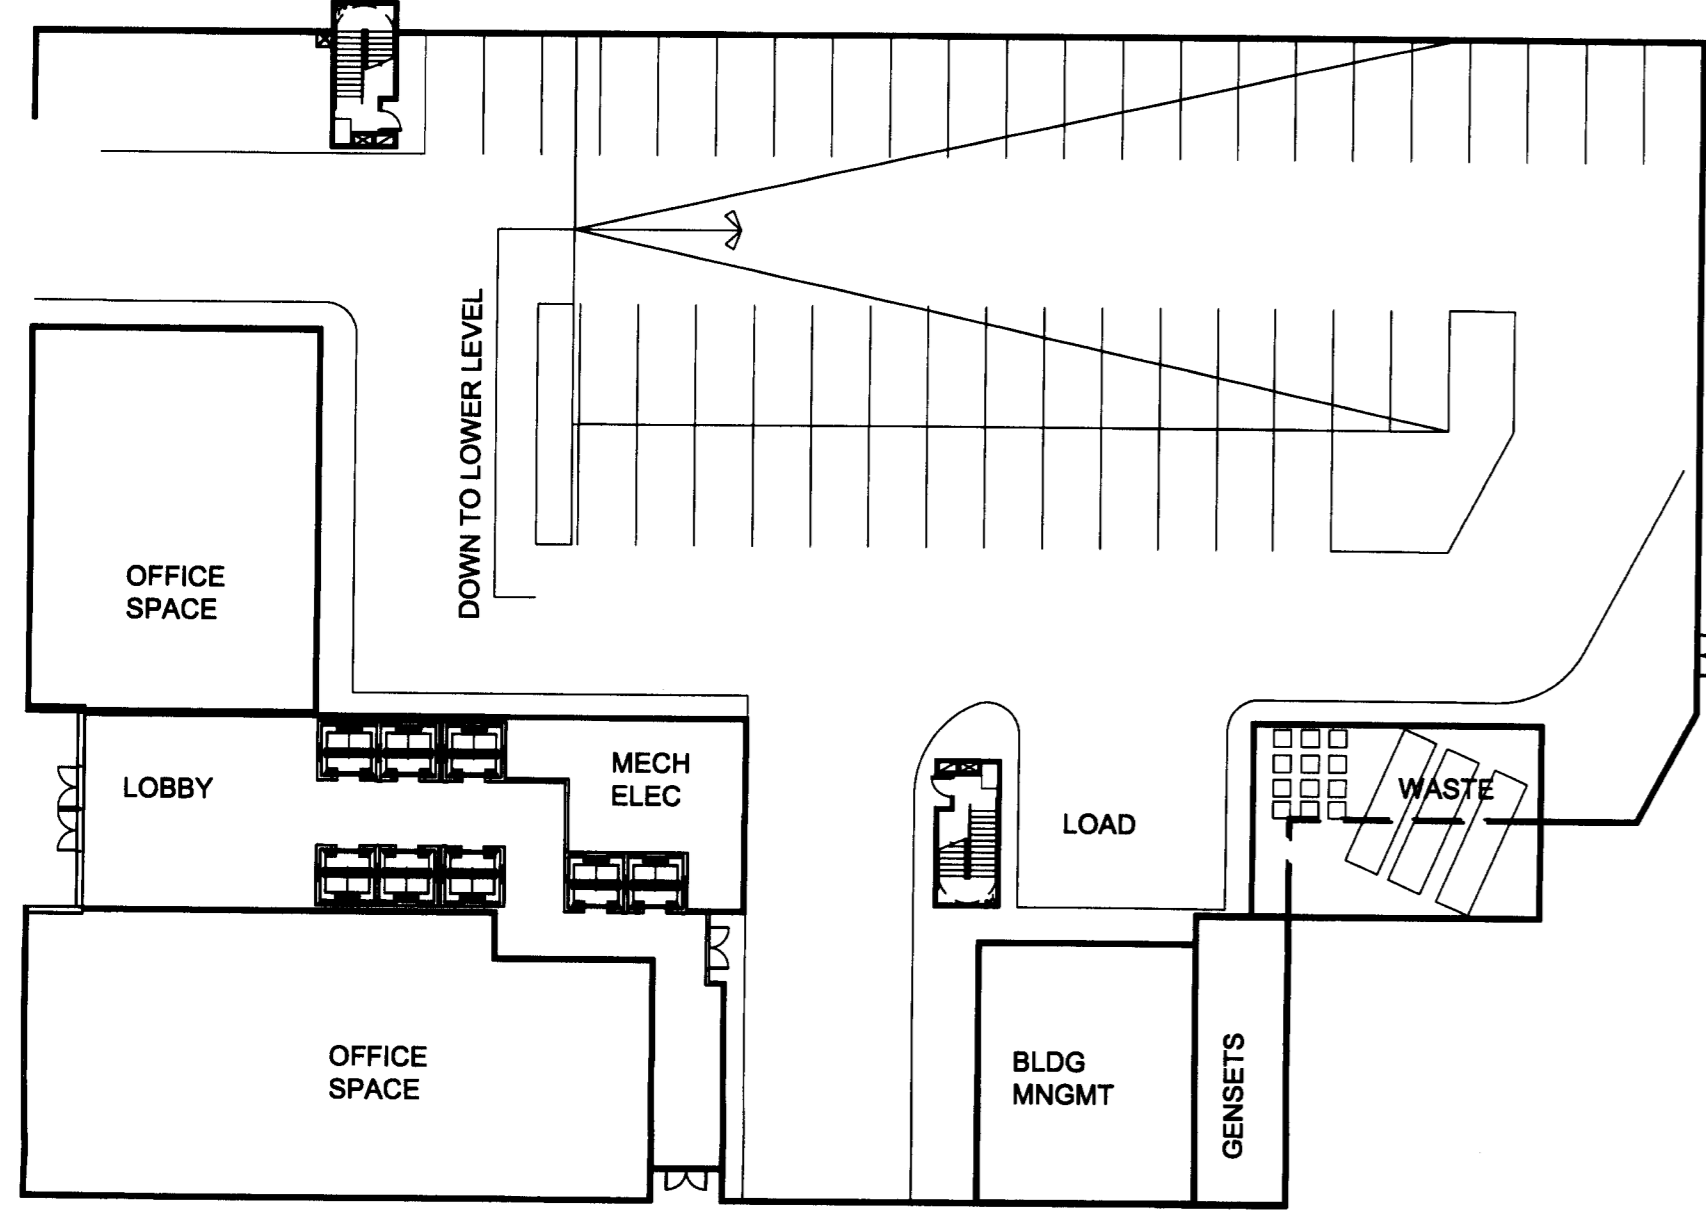 DOWN TO LOWER LEVEL
OFFICE
SPACE
LOBBY
MECH
ELEC
LOAD
WASTE
OFFICE
SPACE
BLDG
MNGMT
GENSETS